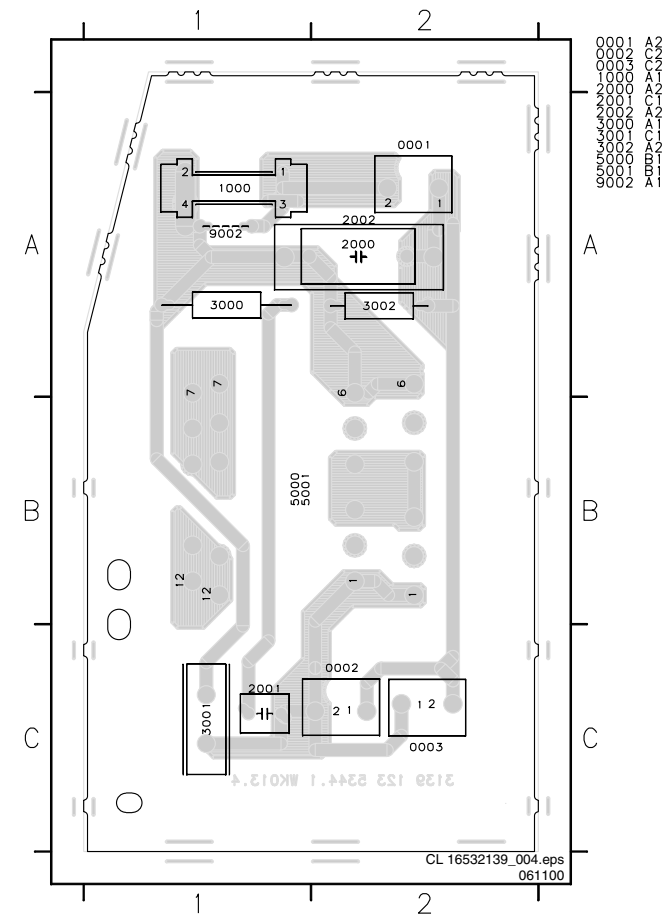 1 2
0001 A2
0002 C2
0003 C2
1000 A1
2000 A2
2001 C1
2002 A2
3000 A1
3001 C1
3002 A2
5000 B1
5001 B1
9002 A1
0001
2 1
1000
4 3
2 1
2002
9002
A 2000 A
3000 3002
7 7 6 6
B 5000 5001 B
12 12 1 1
0002
2001
3001 2 1 1 2
C C
0003
3139 123 5344.1 WK013.4
CL 16532139_004.eps
061100
1 2